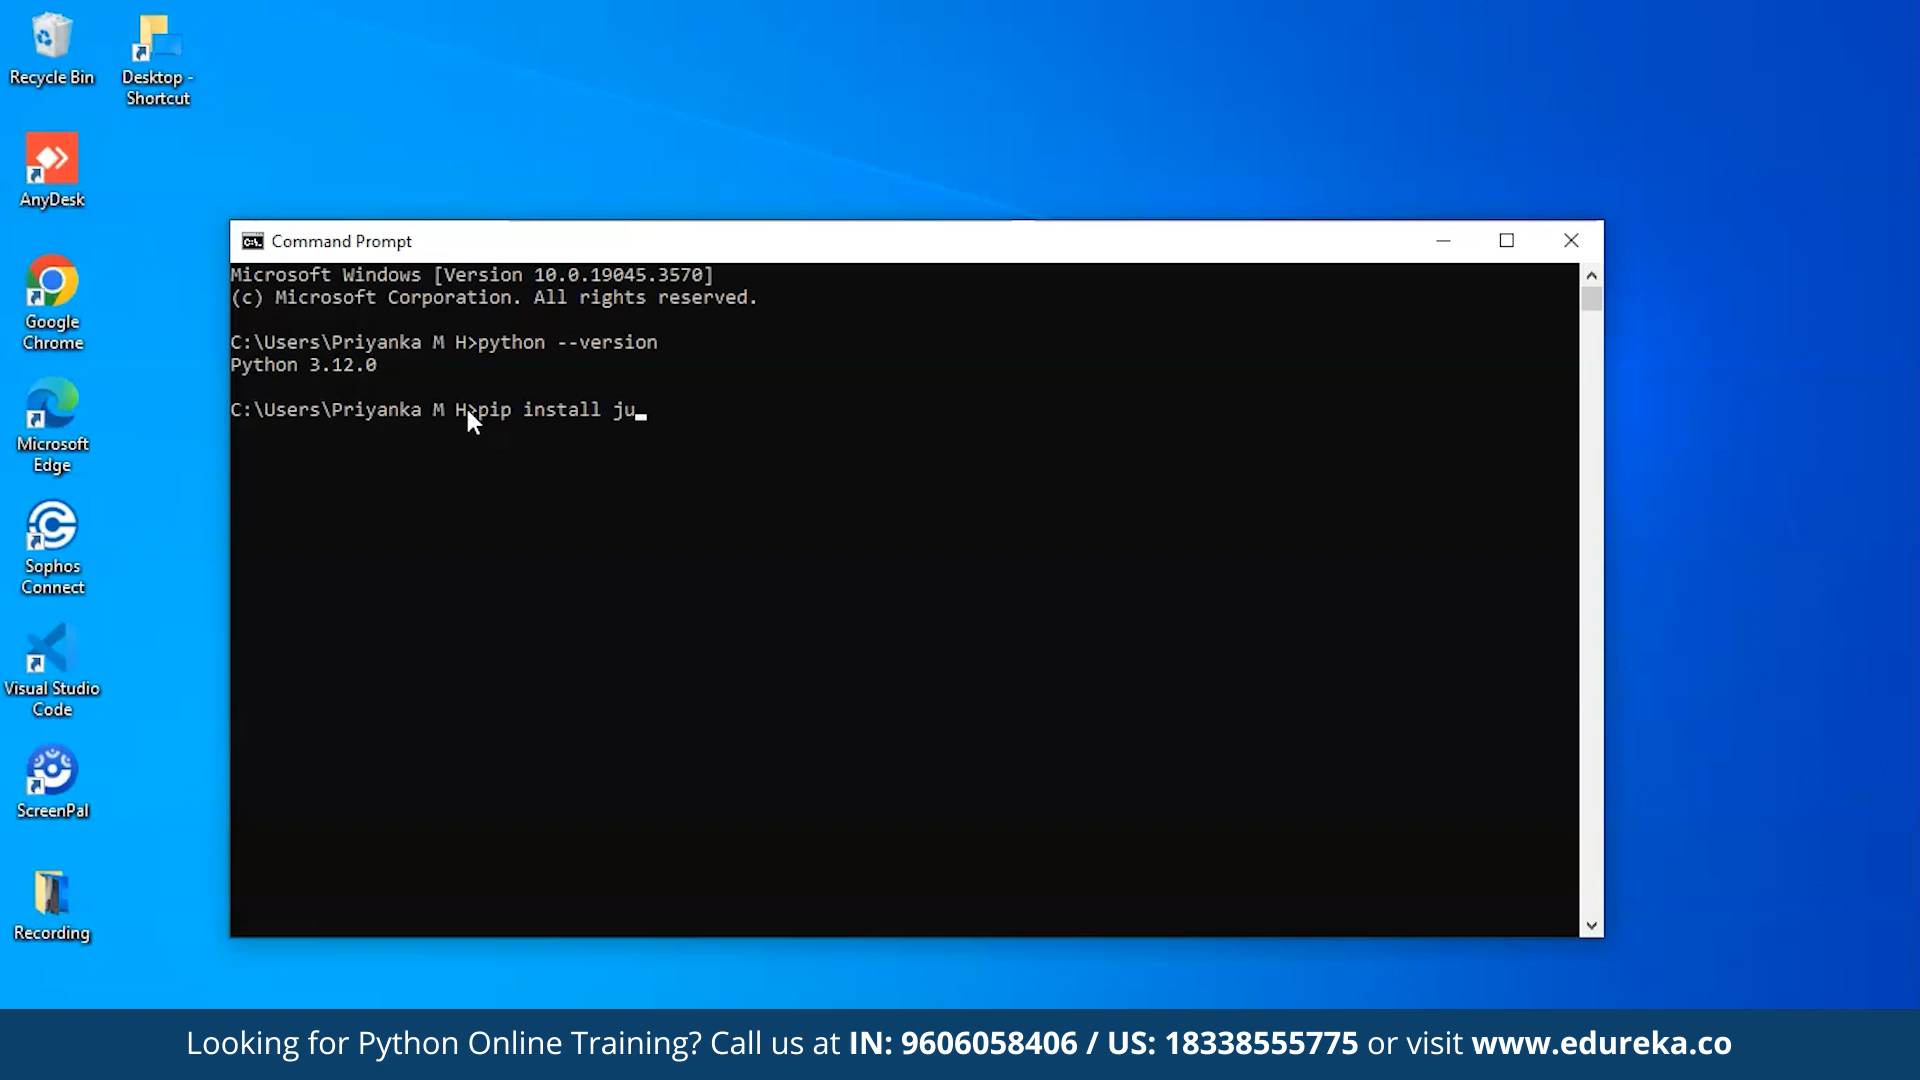 Recycle Bin
Desktop -
Shortcut
AnyDesk
Google
Chrome
Microsoft
Edge
Sophos
Connect
Visual Studio
Code
ScreenPal
Recording
C:\. Command Prompt
Microsoft Windows [Version 10.0.19045.3570]
(c) Microsoft Corporation. All rights reserved.
C:\Users\Priyanka M H>python --version
Python 3.12.0
C:\Users\Priyanka M H>pip install ju
Looking for Python Online Training? Call us at IN: 9606058406 / US: 18338555775 or visit www.edureka.co